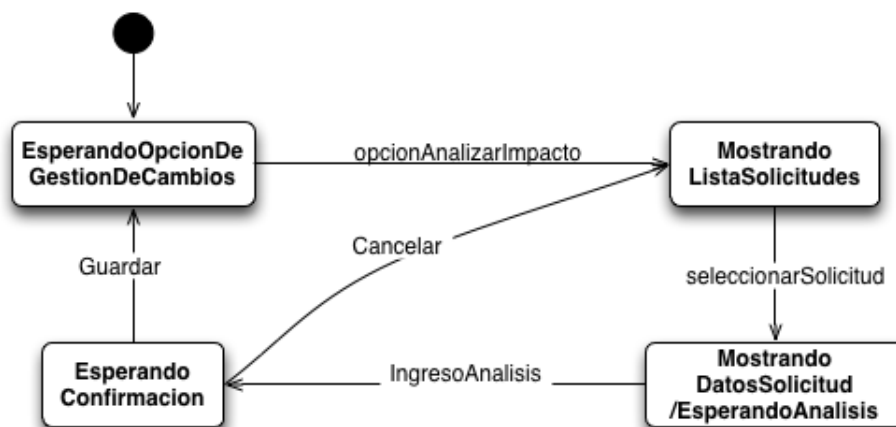 EsperandoOpcionDe
GestionDeCambios
opcionAnalizarImpacto
Mostrando
ListaSolicitudes
Cancelar
Guardar
seleccionarSolicitud
Esperando
Confirmacion
IngresoAnalisis
Mostrando
DatosSolicitud
/EsperandoAnalisis